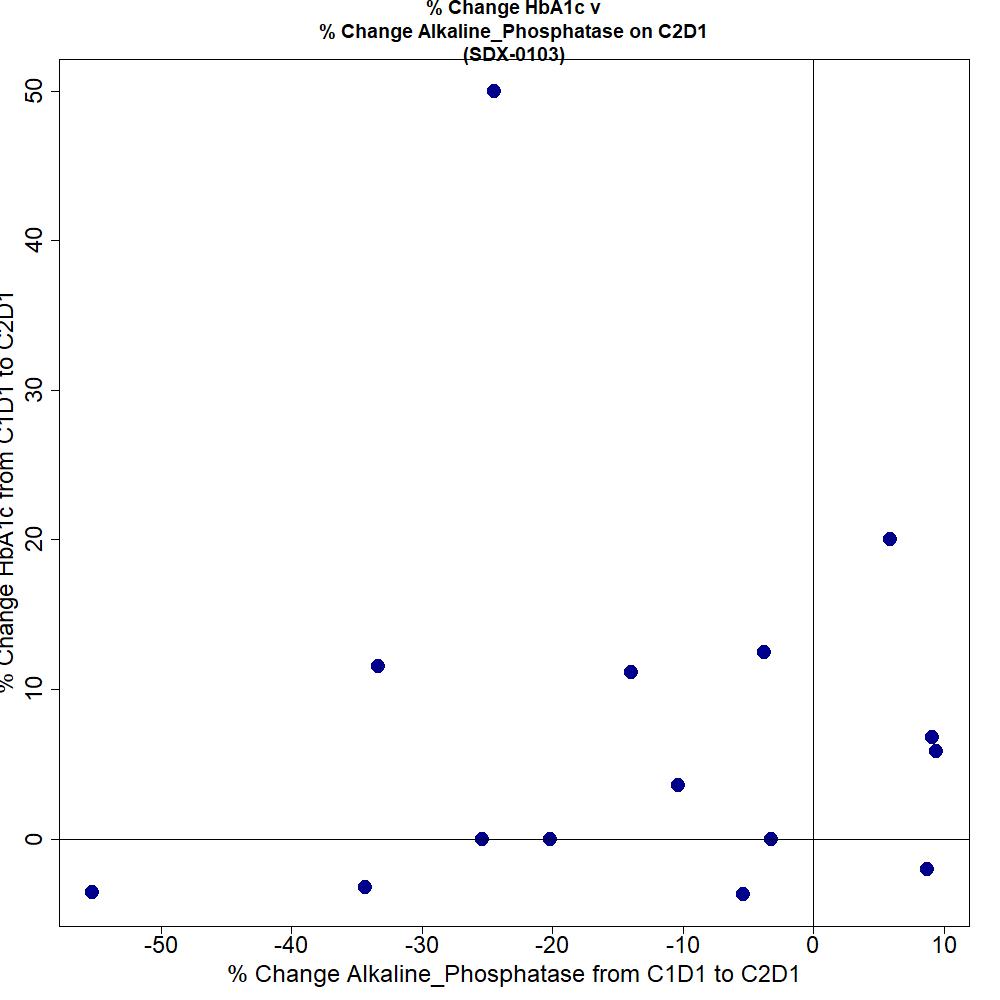 % Change HbA1c v
% Change Alkaline_Phosphatase on C2D1
(SDX-0103)
% Change HbA1c from C1D1 to C2D1
50
40
30
20
10
0
-50 -40 -30 -20 -10 0 10
% Change Alkaline_Phosphatase from C1D1 to C2D1